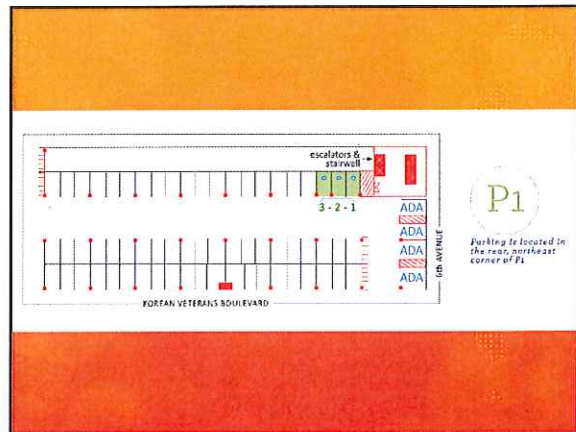 escalators &
stairwell
3 - 2 - 1
ADA
ADA
ADA
ADA
6th AVENUE
KOREAN VETERANS BOULEVARD
P1
Parking is located in
the rear, northeast
corner of P1